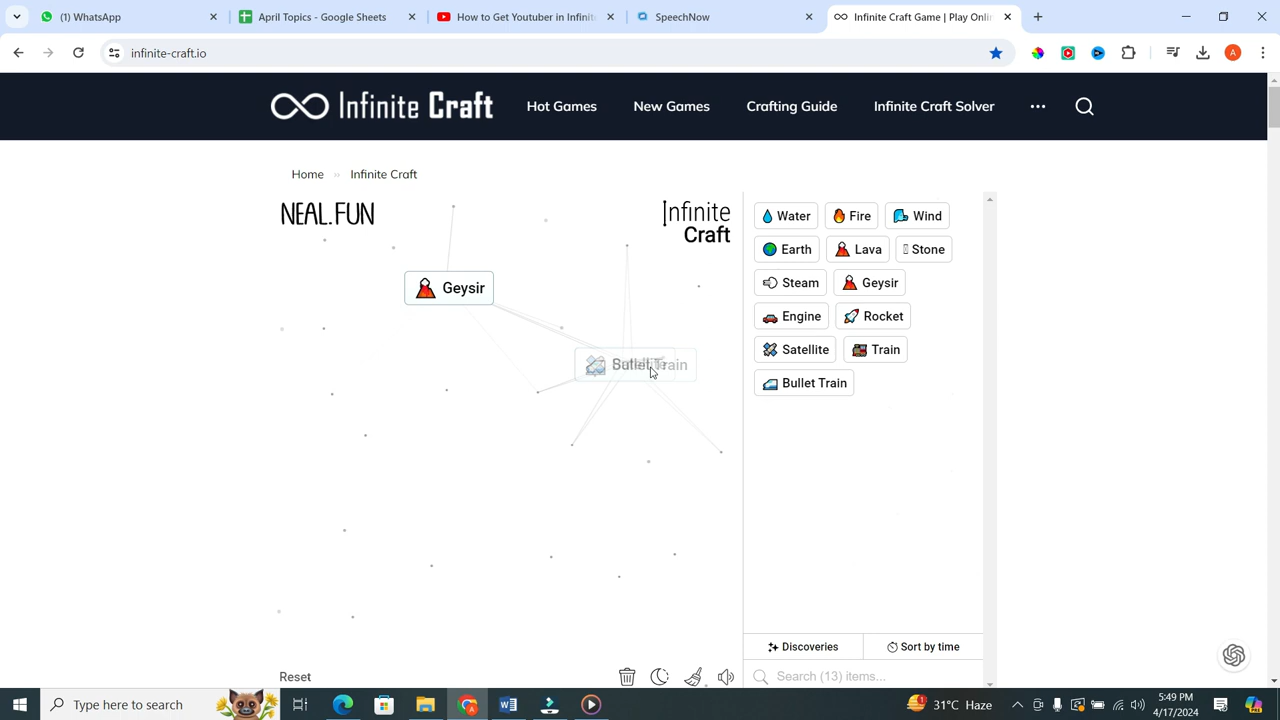 (1) WhatsApp
April Topics - Google Sheets
How to Get Youtuber in Infinit
SpeechNow
Infinite Craft Game | Play Onlin
infinite-craft.io
A
Infinite Craft
Hot Games
New Games
Crafting Guide
Infinite Craft Solver
Home
»
Infinite Craft
NEAL.FUN
Infinite
Craft
Water
Fire
Wind
Earth
Lava
Stone
Steam
Geysir
Engine
Rocket
Satellite
Train
Bullet Train
Geysir
Train
Discoveries
Sort by time
Search (13) items...
Reset
Type here to search
31°C Haze
5:49 PM
4/17/2024